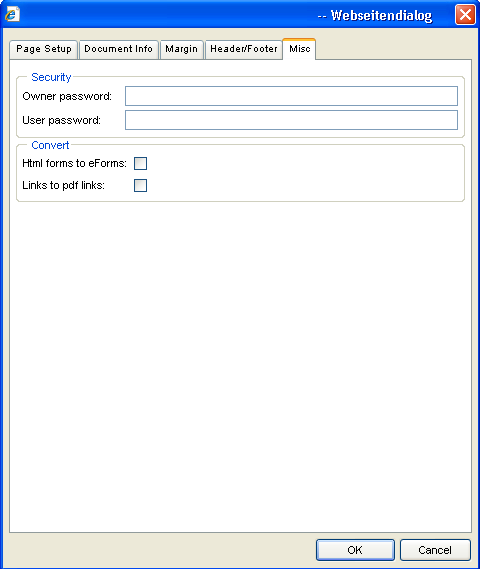 -- Webseitendialog
Page Setup Document Info Margin Header/Footer Misc
Security
Owner password:
User password:
Convert
Html forms to eForms:
Links to pdf links:
OK Cancel